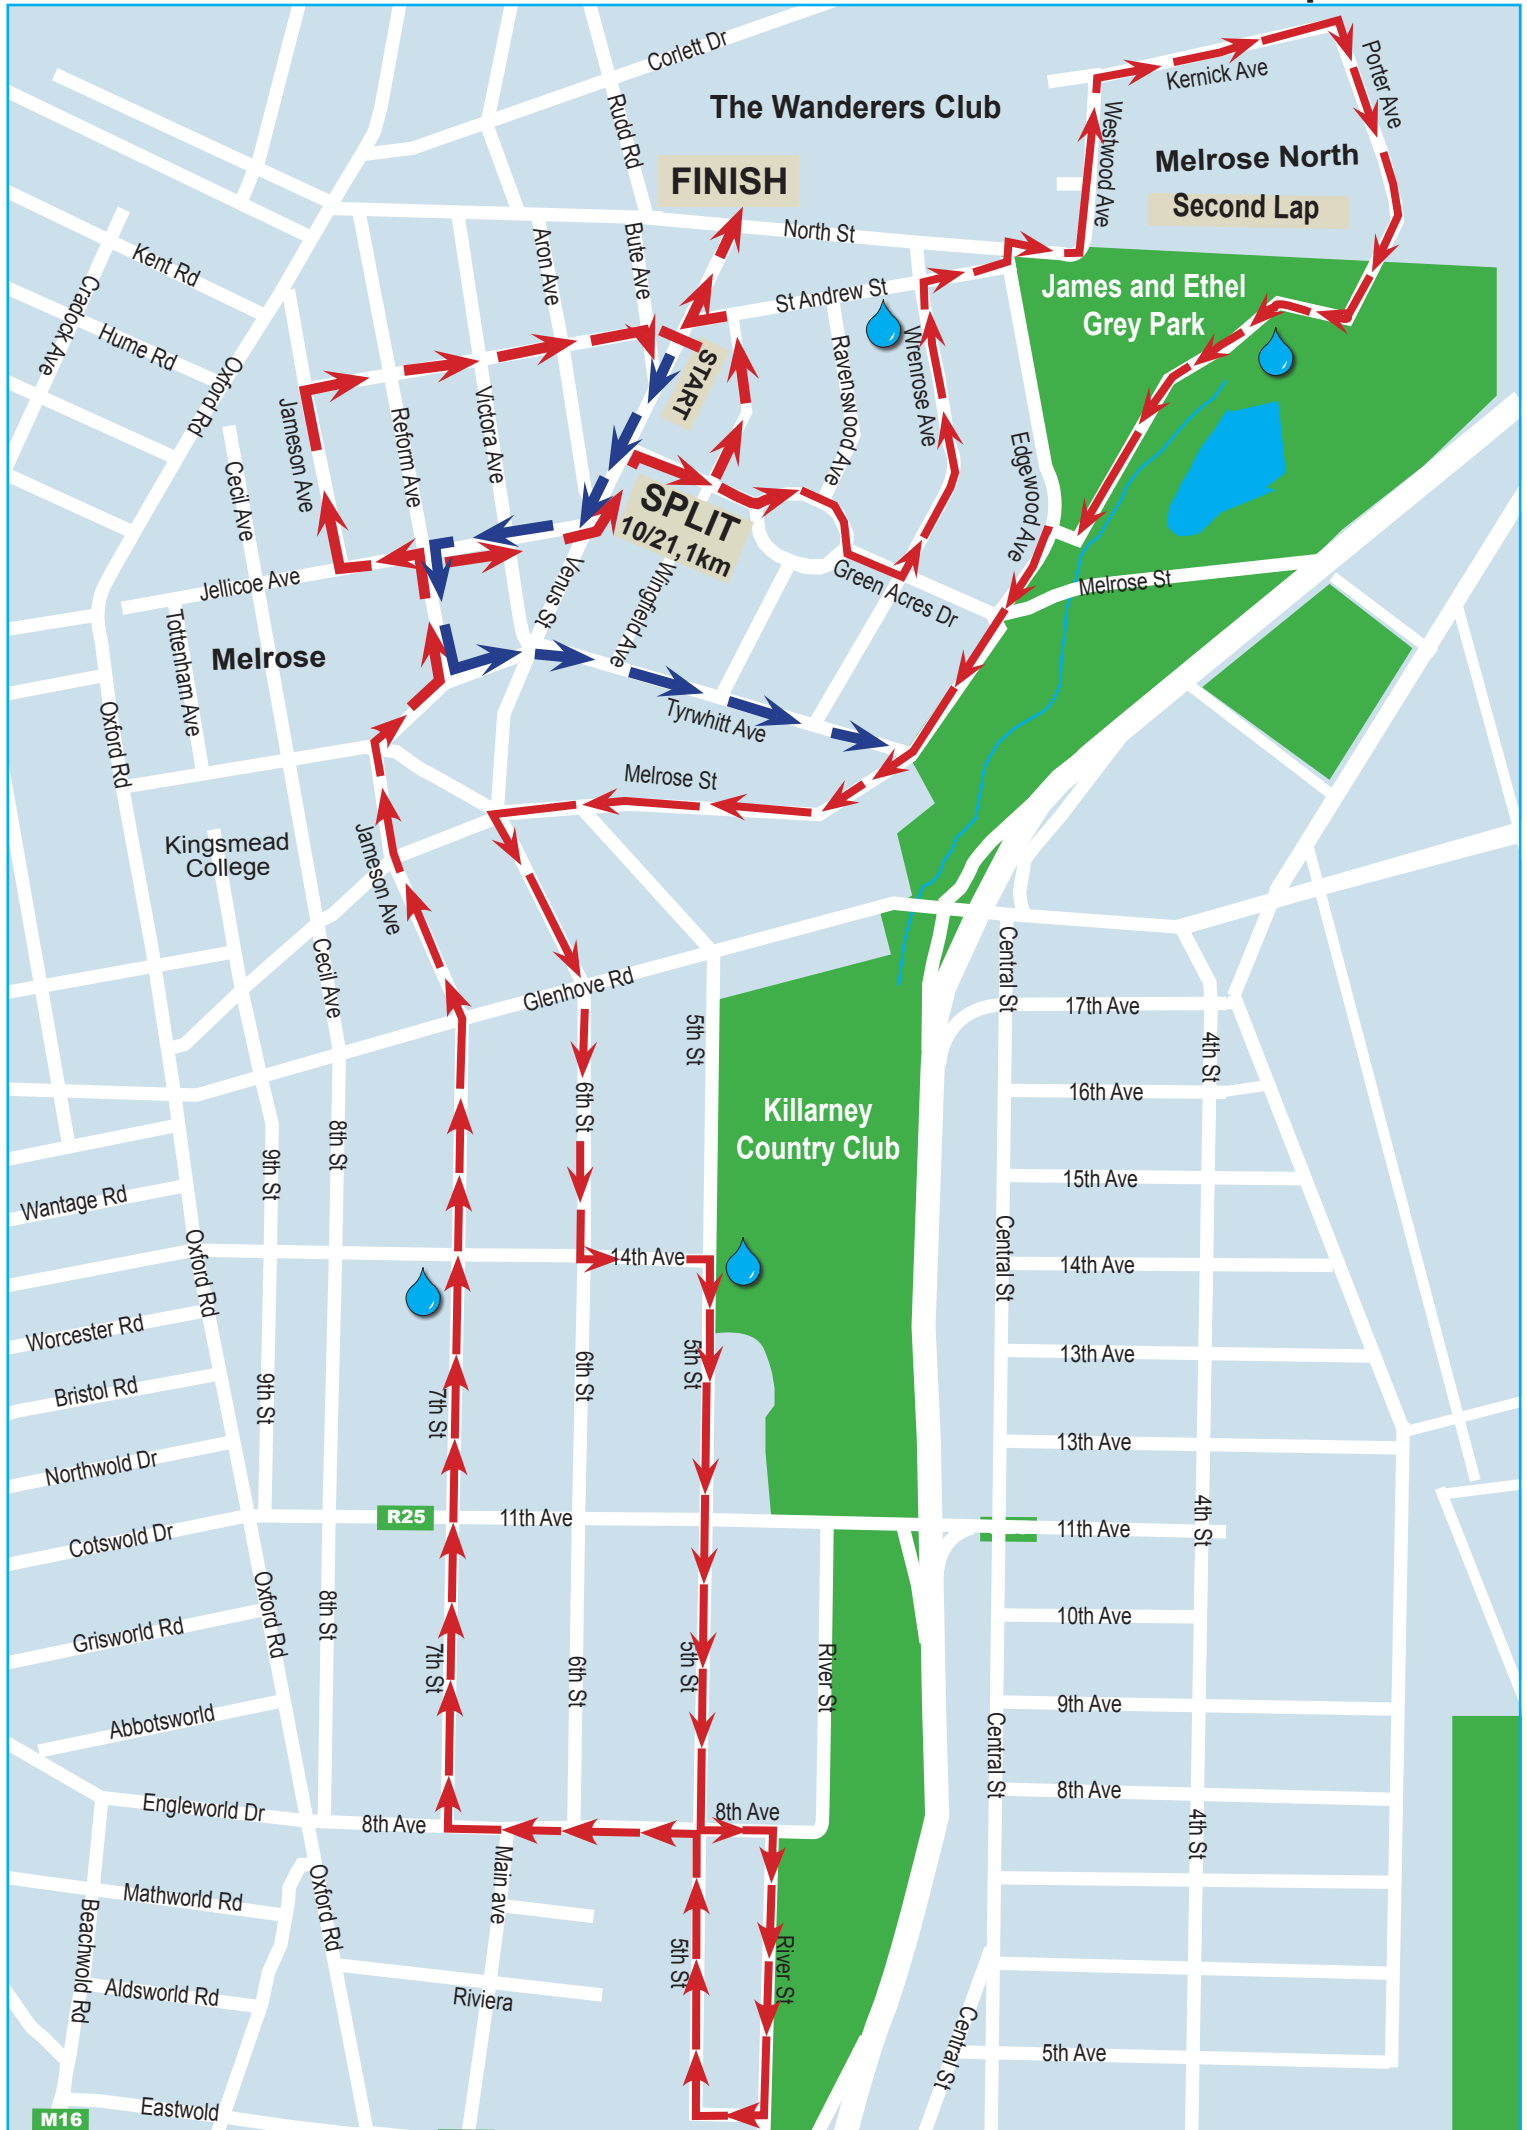 Corlett Dr
The Wanderers Club
Kernick Ave
Porter Ave
Rudd Rd
Westwood Ave
Melrose North
Second Lap
FINISH
North St
Kent Rd
Aron Ave
Bute Ave
St Andrew St
James and Ethel
Grey Park
Cradock Ave
Hume Rd
Oxford Rd
START
Ravenswood Ave
Wrenrose Ave
Jameson Ave
Reform Ave
Victora Ave
Cecil Ave
Edgewood Ave
SPLIT
10/21,1km
Jellicoe Ave
Venus St
Wingfield Ave
Green Acres Dr
Melrose St
Tottenham Ave
Melrose
Oxford Rd
Tyrwhitt Ave
Melrose St
Kingsmead
College
Jameson Ave
Cecil Ave
Glenhove Rd
Central St
17th Ave
5th St
4th St
16th Ave
6th St
Killarney
Country Club
8th St
9th St
15th Ave
Wantage Rd
Oxford Rd
14th Ave
Central St
14th Ave
Worcester Rd
5th St
13th Ave
Bristol Rd
9th St
7th St
6th St
13th Ave
Northwold Dr
R25
11th Ave
11th Ave
4th St
Cotswold Dr
Oxford Rd
8th St
10th Ave
Grisworld Rd
7th St
6th St
5th St
River St
Abbotsworld
9th Ave
Central St
Engleworld Dr
8th Ave
8th Ave
8th Ave
4th St
Mathworld Rd
Main ave
Oxford Rd
Beachwold Rd
5th St
River St
Aldsworld Rd
Riviera
Central St
5th Ave
Eastwold
M16